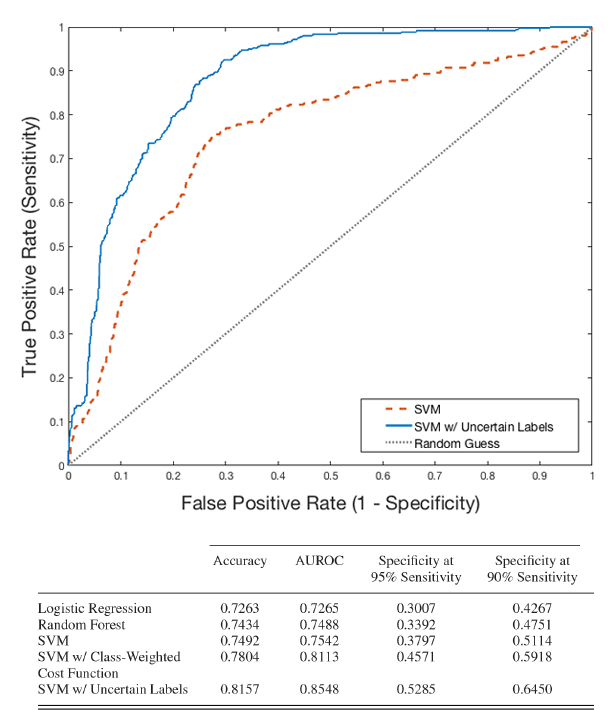 1
0.9
0.8
0.7
0.6
0.5
0.4
0.3
0.2
0.1
0
True Positive Rate (Sensitivity)
SVM
SVM w/ Uncertain Labels
Random Guess
0 0.1 0.2 0.3 0.4 0.5 0.6 0.7 0.8 0.9 1
False Positive Rate (1 - Specificity)
Accuracy AUROC Specificity at Specificity at
95% Sensitivity 90% Sensitivity
Logistic Regression 0.7263 0.7265 0.3007 0.4267
Random Forest 0.7434 0.7488 0.3392 0.4751
SVM 0.7492 0.7542 0.3797 0.5114
SVM w/ Class-Weighted 0.7804 0.8113 0.4571 0.5918
Cost Function
SVM w/ Uncertain Labels 0.8157 0.8548 0.5285 0.6450